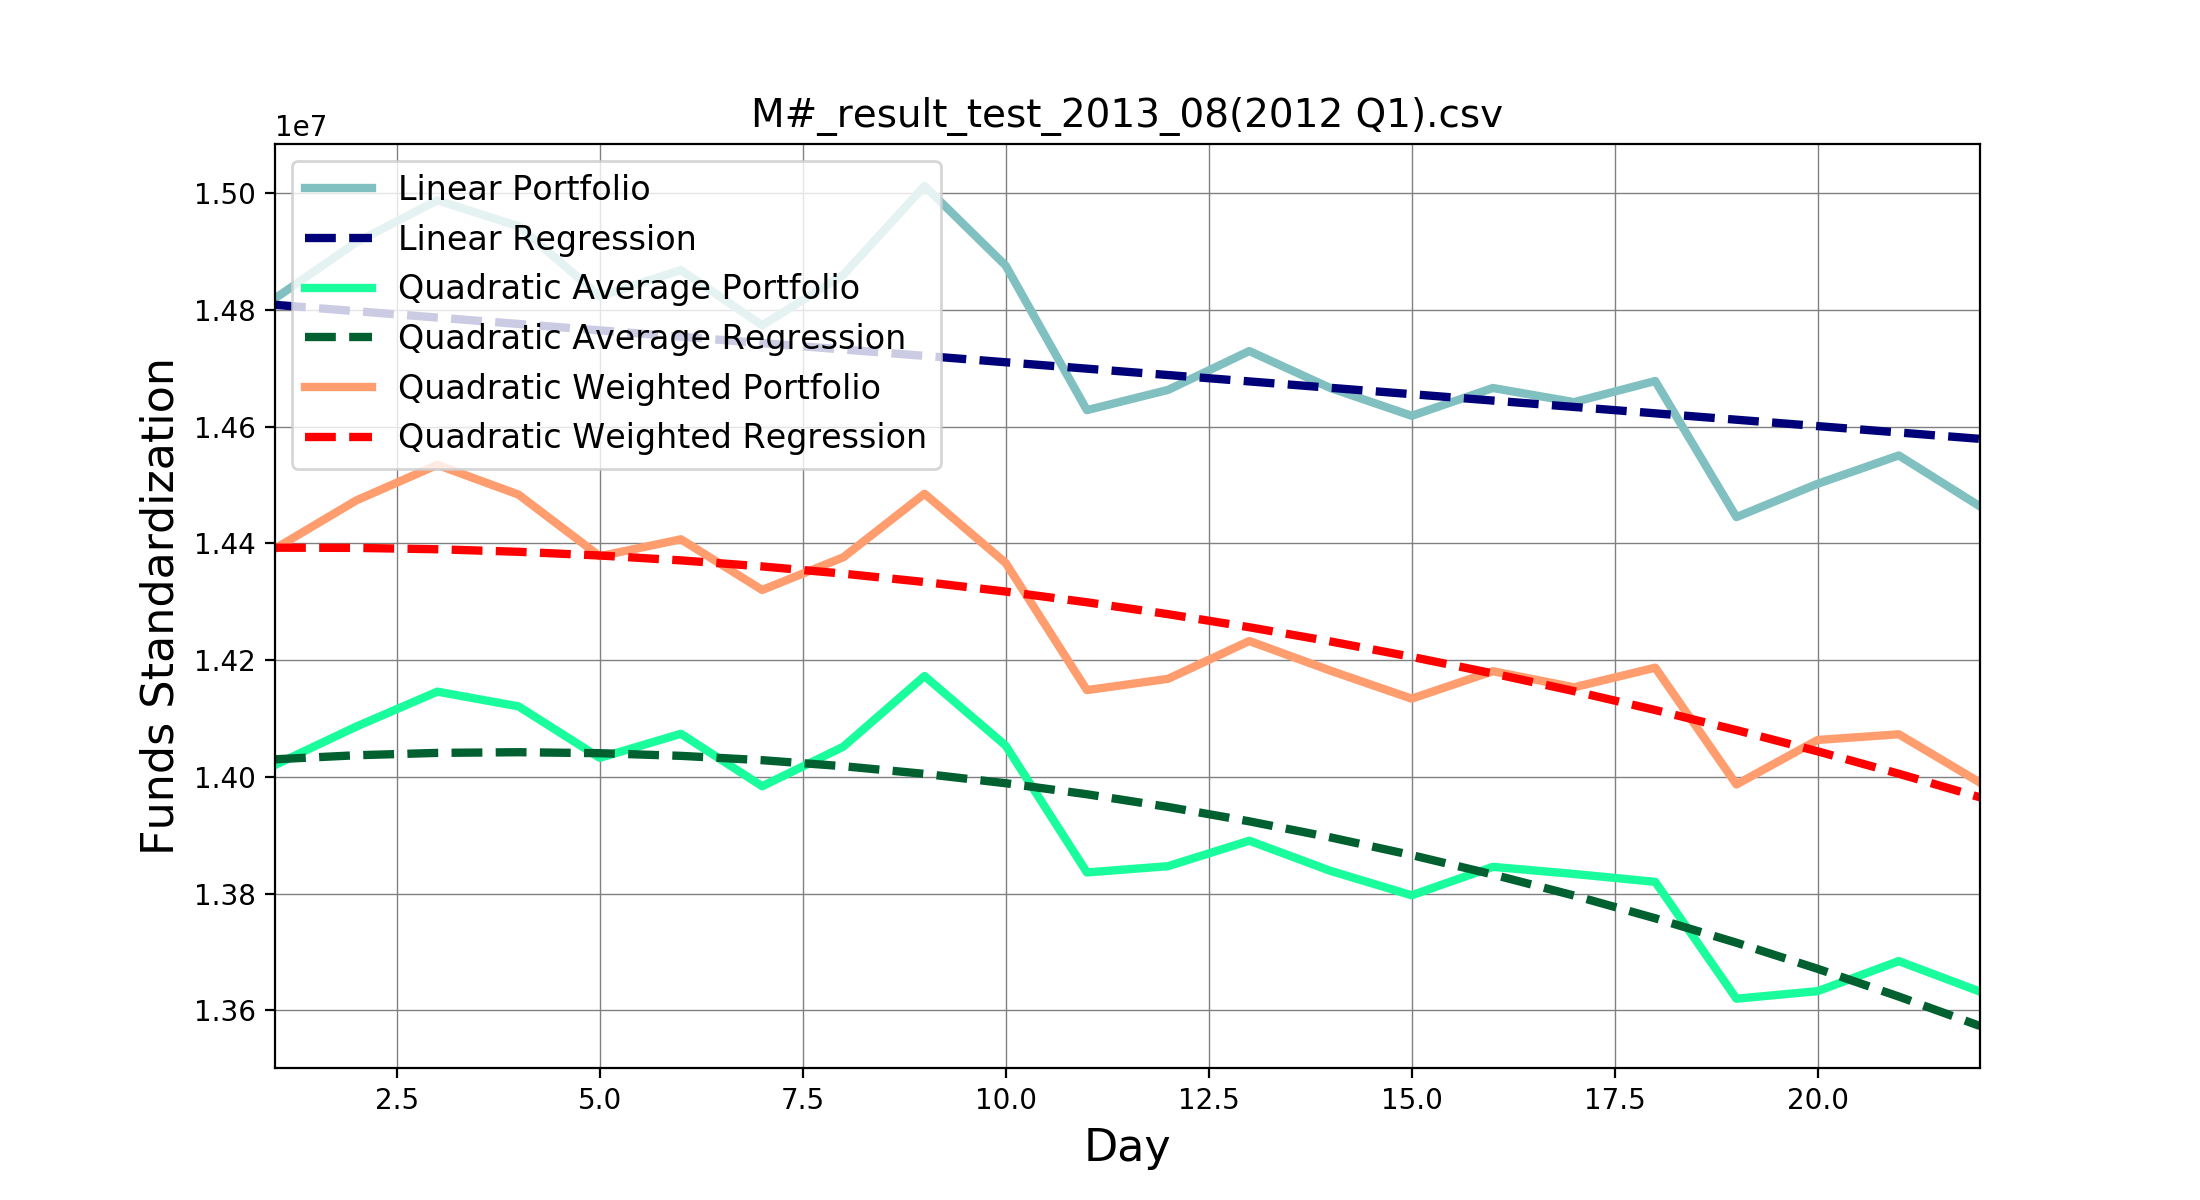 M#_result_test_2013_08(2012 Q1).csv
1e7
Linear Portfolio
Linear Regression
Quadratic Average Portfolio
Quadratic Average Regression
Quadratic Weighted Portfolio
Quadratic Weighted Regression
Funds Standardization
1.50
1.48
1.46
1.44
1.42
1.40
1.38
1.36
2.5 5.0 7.5 10.0 12.5 15.0 17.5 20.0
Day